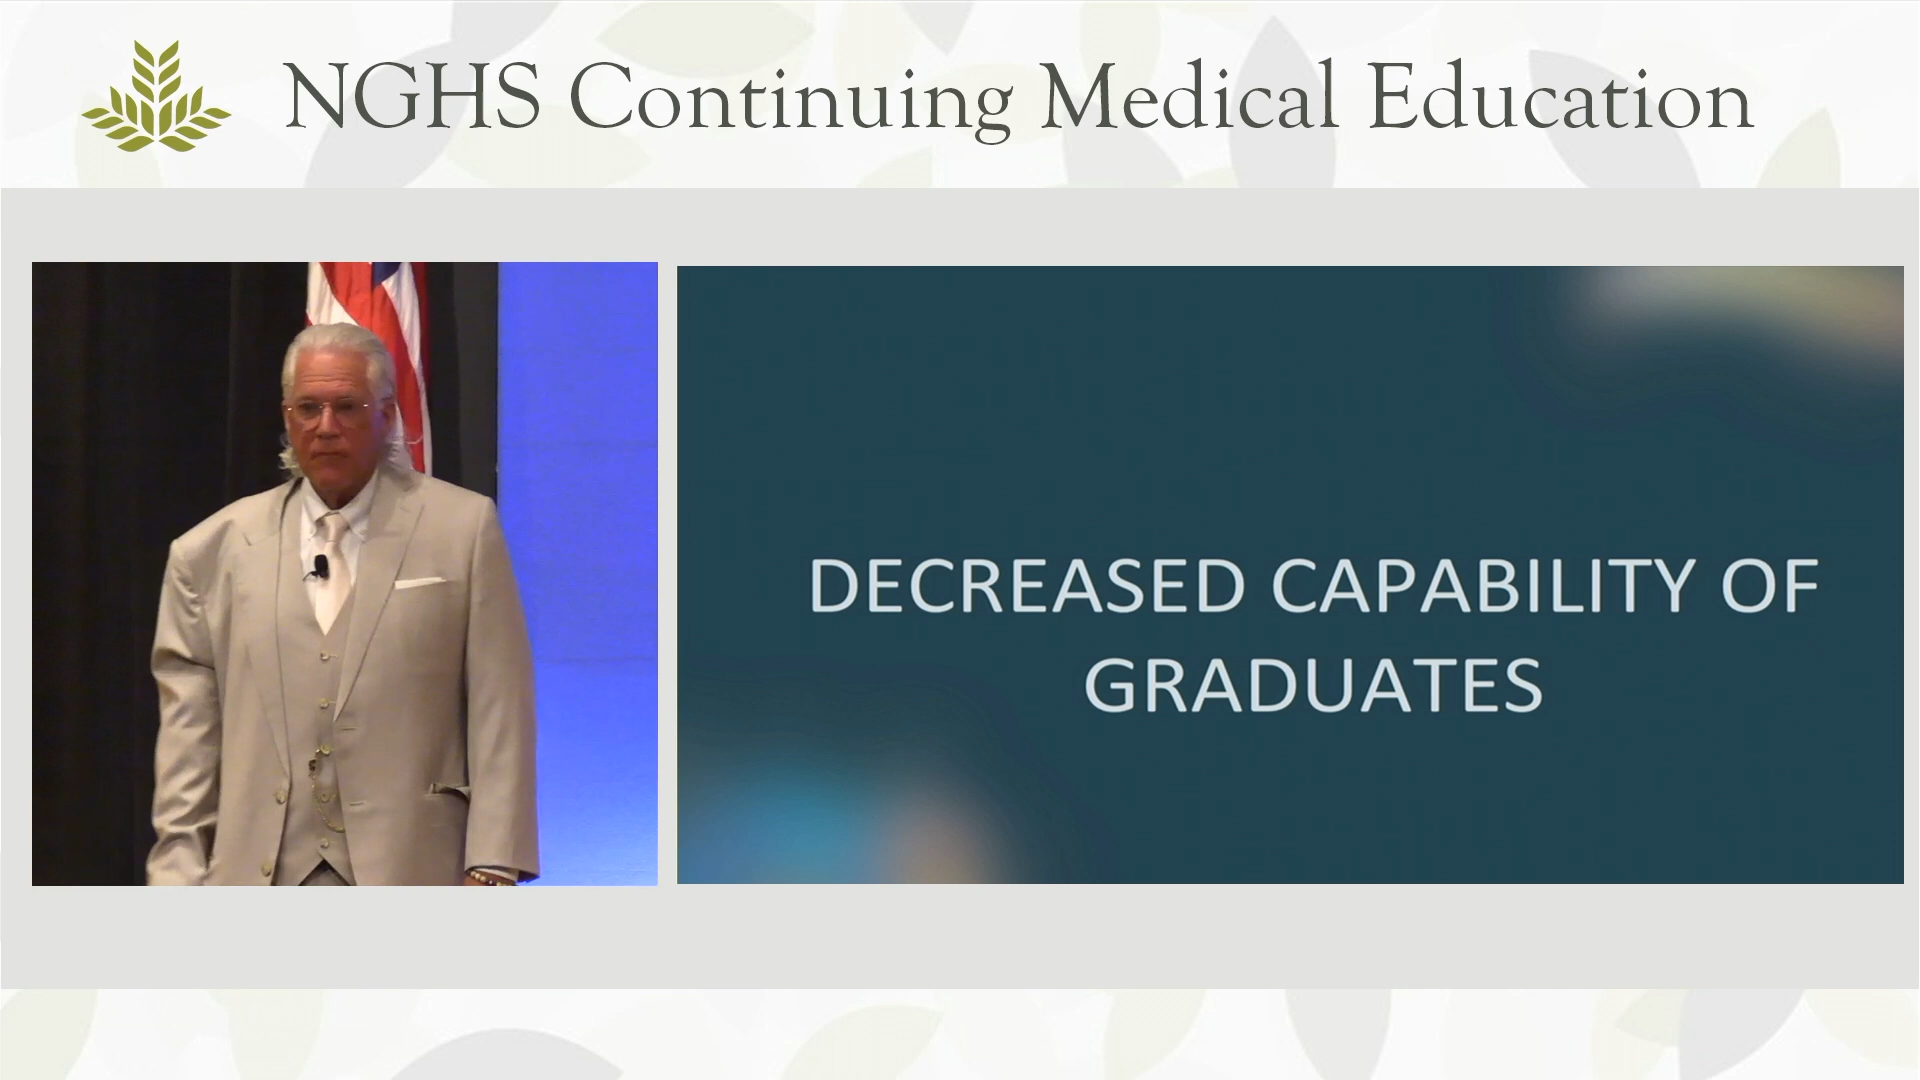 NGHS Continuing Medical Education
DECREASED CAPABILITY OF
GRADUATES